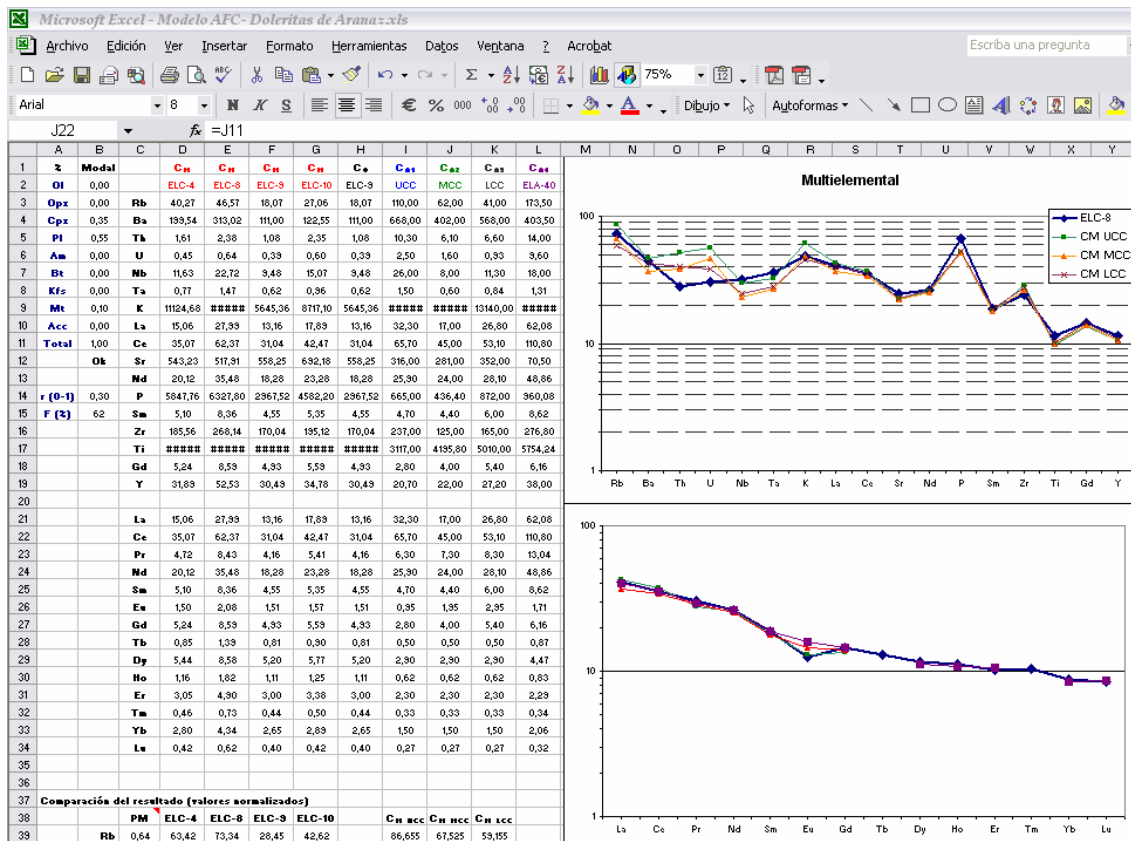 Microsoft Excel - Modelo AFC- Doleritas de Aranaz.xls
Archivo Edición Ver Insertar Formato Herramientas Datos Ventana ? Acrobat Escriba una pregunta
75%
Arial 8 N K S € % 000 Dibujo Autoformas
J22 fx =J11
A B C D E F G H I J K L M N O P Q R S T U V W X Y
1 % Modal CM CM CM CM C0 CA1 CA2 CA3 CA4
2 Ol 0,00 ELC-4 ELC-8 ELC-9 ELC-10 ELC-9 UCC MCC LCC ELA-40
3 Opx 0,00 Rb 40,27 46,57 18,07 27,06 18,07 110,00 62,00 41,00 173,50
4 Cpx 0,35 Ba 199,54 313,02 111,00 122,55 111,00 668,00 402,00 568,00 403,50
5 Pl 0,55 Th 1,61 2,38 1,08 2,35 1,08 10,30 6,10 6,60 14,00
6 Am 0,00 U 0,45 0,64 0,39 0,60 0,39 2,50 1,60 0,93 9,60
7 Bt 0,00 Nb 11,63 22,72 9,48 15,07 9,48 26,00 8,00 11,30 18,00
8 Kfs 0,00 Ta 0,77 1,47 0,62 0,96 0,62 1,50 0,60 0,84 1,31
9 Mt 0,10 K 11124,68 ##### 5645,36 8717,10 5645,36 ##### ##### 13140,00 #####
10 Acc 0,00 La 15,06 27,99 13,16 17,89 13,16 32,30 17,00 26,80 62,08
11 Total 1,00 Ce 35,07 62,37 31,04 42,47 31,04 65,70 45,00 53,10 110,80
12 Ok Sr 543,23 517,91 558,25 692,18 558,25 316,00 281,00 352,00 70,50
13 Nd 20,12 35,48 18,28 23,28 18,28 25,90 24,00 28,10 48,86
14 r (0-1) 0,30 P 5847,76 6327,80 2967,52 4582,20 2967,52 665,00 436,40 872,00 960,08
15 F (%) 62 Sm 5,10 8,36 4,55 5,35 4,55 4,70 4,40 6,00 8,62
16 Zr 185,56 268,14 170,04 195,12 170,04 237,00 125,00 165,00 276,80
17 Ti ##### ##### ##### ##### ##### 3117,00 4195,80 5010,00 5754,24
18 Gd 5,24 8,59 4,93 5,59 4,93 2,80 4,00 5,40 6,16
19 Y 31,89 52,53 30,49 34,78 30,49 20,70 22,00 27,20 38,00
20
21 La 15,06 27,99 13,16 17,89 13,16 32,30 17,00 26,80 62,08
22 Ce 35,07 62,37 31,04 42,47 31,04 65,70 45,00 53,10 110,80
23 Pr 4,72 8,43 4,16 5,41 4,16 6,30 7,30 8,30 13,04
24 Nd 20,12 35,48 18,28 23,28 18,28 25,90 24,00 28,10 48,86
25 Sm 5,10 8,36 4,55 5,35 4,55 4,70 4,40 6,00 8,62
26 Eu 1,50 2,08 1,51 1,57 1,51 0,95 1,95 2,95 1,71
27 Gd 5,24 8,59 4,93 5,59 4,93 2,80 4,00 5,40 6,16
28 Tb 0,85 1,39 0,81 0,90 0,81 0,50 0,50 0,50 0,87
29 Dy 5,44 8,58 5,20 5,77 5,20 2,90 2,90 2,90 4,47
30 Ho 1,16 1,82 1,11 1,25 1,11 0,62 0,62 0,62 0,83
31 Er 3,05 4,90 3,00 3,38 3,00 2,30 2,30 2,30 2,29
32 Tm 0,46 0,73 0,44 0,50 0,44 0,33 0,33 0,33 0,34
33 Yb 2,80 4,34 2,65 2,89 2,65 1,50 1,50 1,50 2,06
34 Lu 0,42 0,62 0,40 0,42 0,40 0,27 0,27 0,27 0,32
35
36
37 Comparación del resultado (valores normalizados)
38 PM ELC-4 ELC-8 ELC-9 ELC-10 CM UCC CM MCC CM LCC
39 Rb 0,64 63,42 73,34 28,45 42,62 86,655 67,525 59,155
Multielemental
100
10
1
ELC-8
CM UCC
CM MCC
CM LCC
Rb Ba Th U Nb Ta K La Ce Sr Nd P Sm Zr Ti Gd Y
100
10
1
La Ce Pr Nd Sm Eu Gd Tb Dy Ho Er Tm Yb Lu